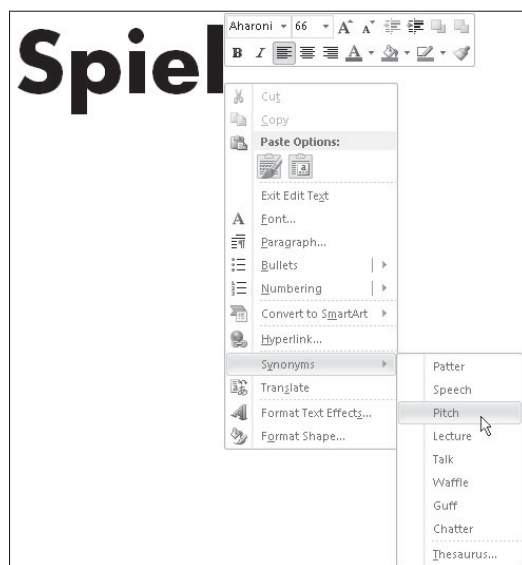 Spiel
Aharoni 66 A A
B I A
Cut
Copy
Paste Options:
a
Exit Edit Text
A Font...
Paragraph...
Bullets
Numbering
Convert to SmartArt
Hyperlink...
Synonyms
Translate
Format Text Effects...
Format Shape...
Patter
Speech
Pitch
Lecture
Talk
Waffle
Guff
Chatter
Thesaurus...